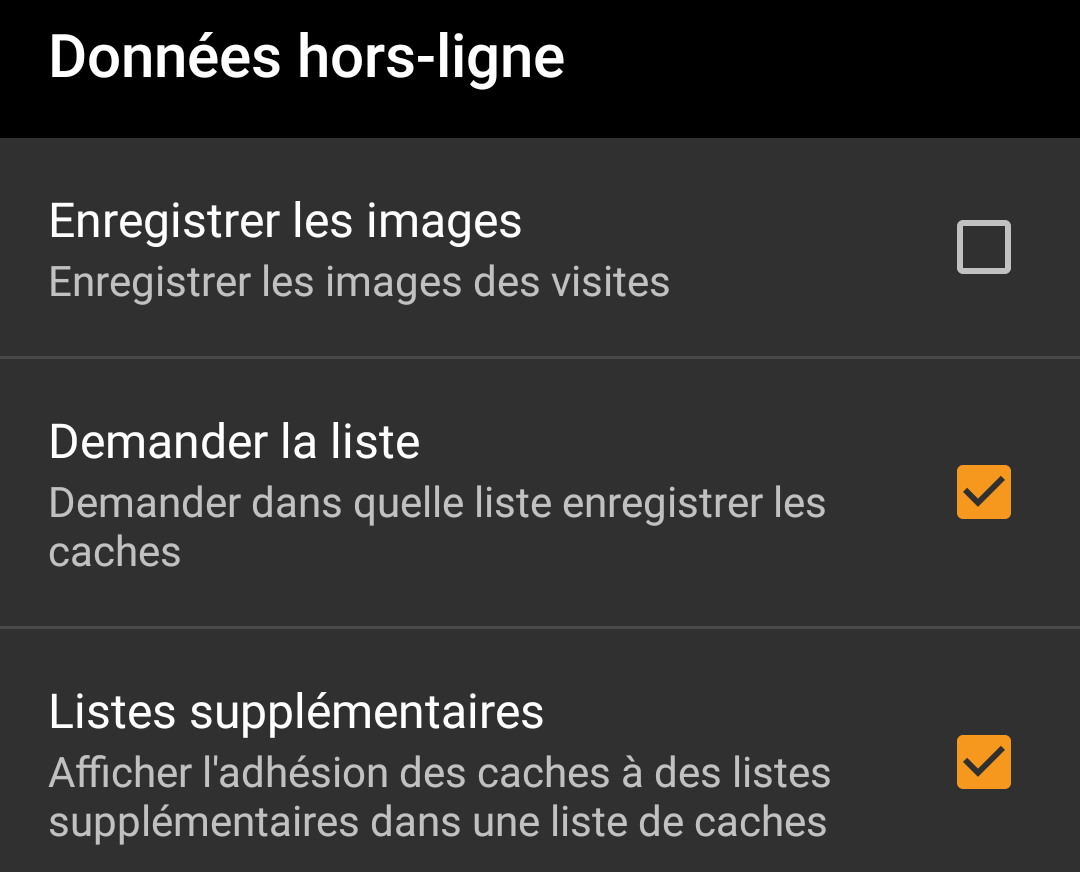 Données hors-ligne
Enregistrer les images
Enregistrer les images des visites
Demander la liste
Demander dans quelle liste enregistrer les
caches
Listes supplémentaires
Afficher l'adhésion des caches à des listes
supplémentaires dans une liste de caches